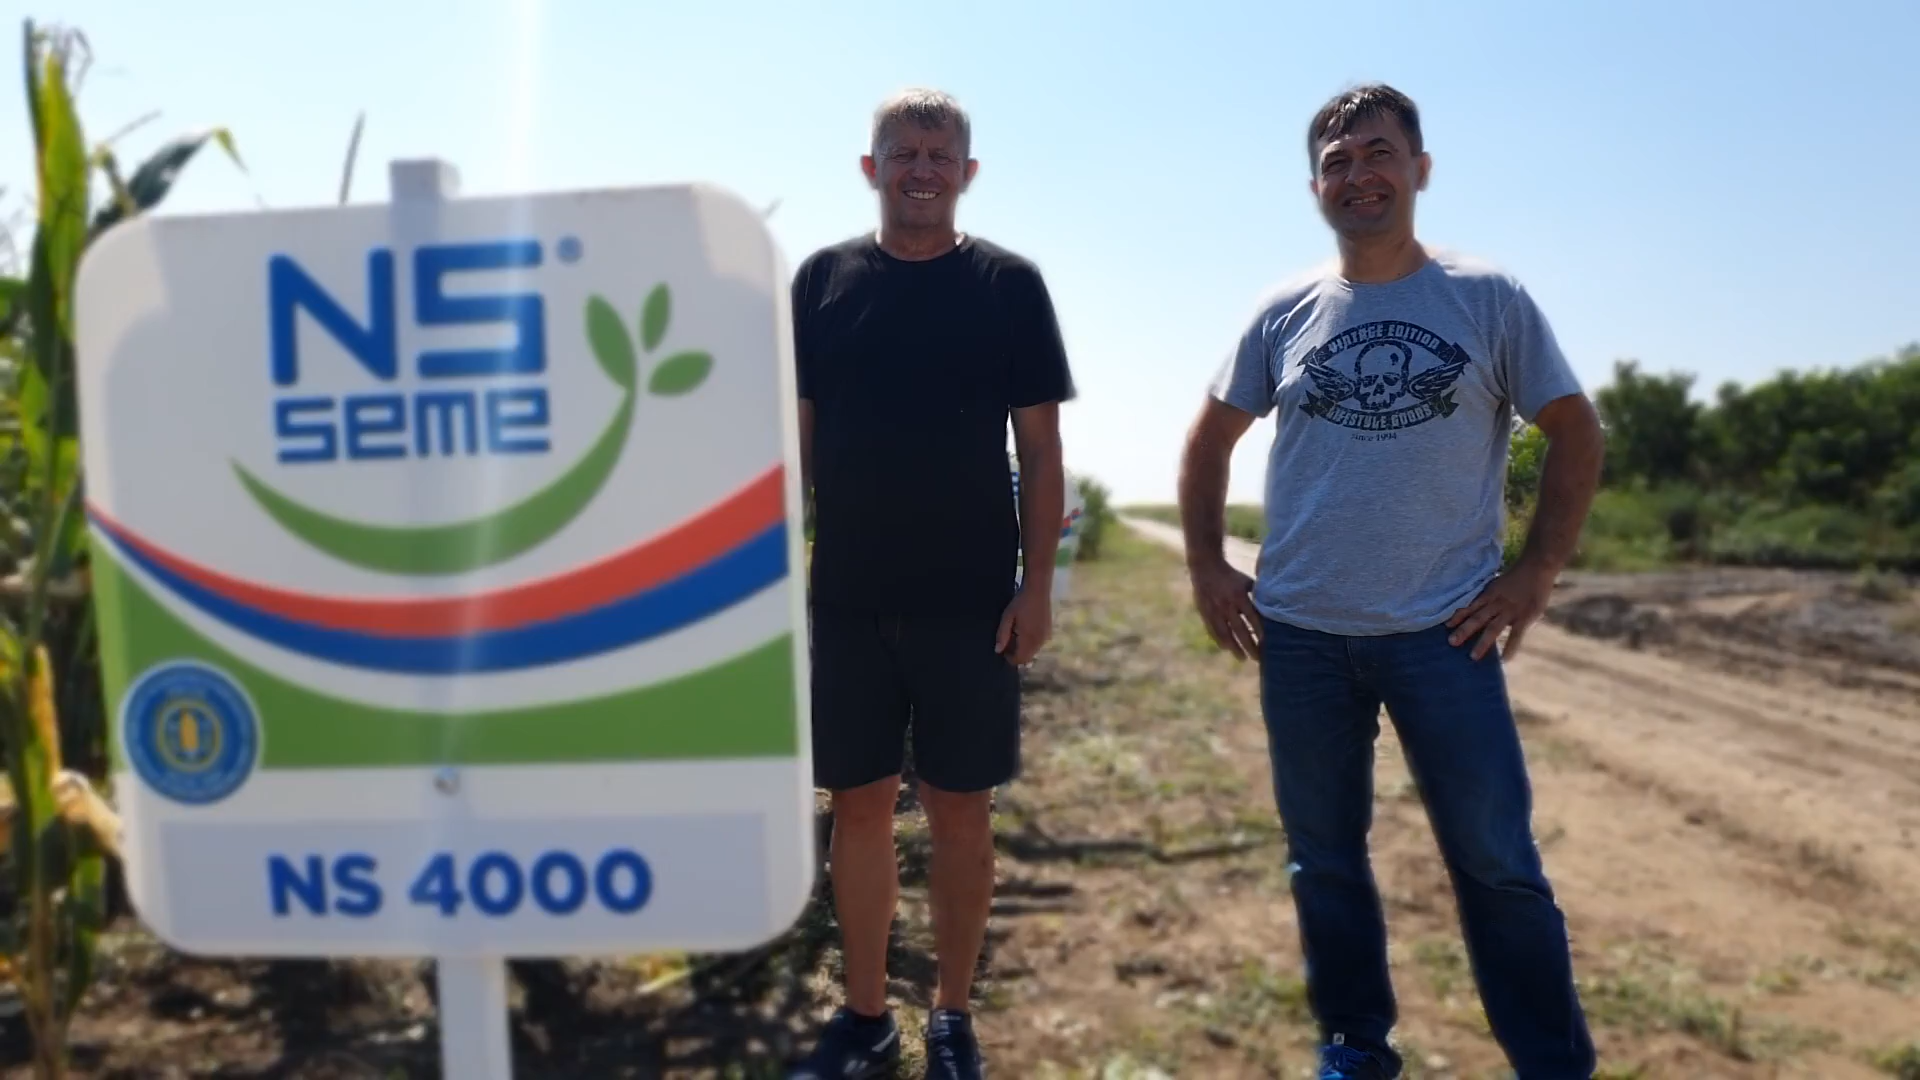 NS®
seme
NS 4000
VINTAGE EDITION
LIFESTYLE GOODS
since 1994